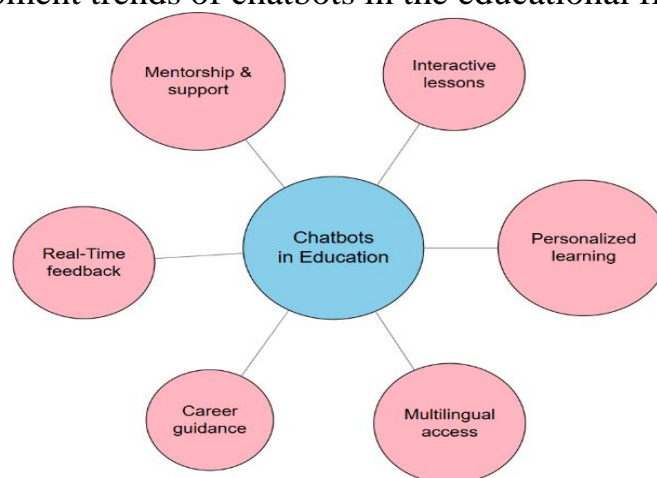 trends of chatbots in the educational
Mentorship &
support
Interactive
lessons
Chatbots
in Education
Personalized
learning
Real-Time
feedback
Career
guidance
Multilingual
access